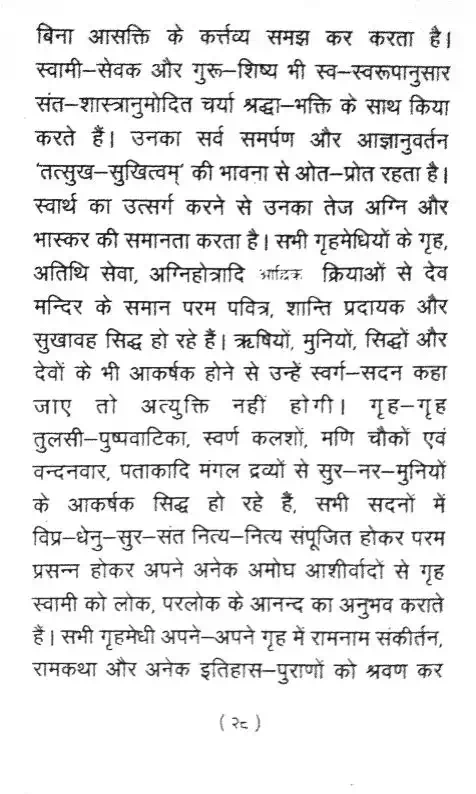 बिना आसक्ति के कर्त्तव्य समझ कर करता है।
स्वामी–सेवक और गुरू–शिष्य भी स्व–स्वरूपानुसार
संत–शास्त्रानुमोदित चर्या श्रद्धा–भक्ति के साथ किया
करते हैं। उनका सर्व समर्पण और आज्ञानुवर्तन
'तत्सुख–सुखित्वम्' की भावना से ओत–प्रोत रहता है।
स्वार्थ का उत्सर्ग करने से उनका तेज अग्नि और
भास्कर की समानता करता है। सभी गृहमेधियों के गृह,
अतिथि सेवा, अग्निहोत्रादि क्रियाओं से देव
मन्दिर के समान परम पवित्र, शान्ति प्रदायक और
सुखावह सिद्ध हो रहे हैं। ऋषियों, मुनियों, सिद्धों और
देवों के भी आकर्षक होने से उन्हें स्वर्ग–सदन कहा
जाए तो अत्युक्ति नहीं होगी। गृह–गृह
तुलसी–पुष्पवाटिका, स्वर्ण कलशों, मणि चौकों एवं
वन्दनवार, पताकादि मंगल द्रव्यों से सुर–नर–मुनियों
के आकर्षक सिद्ध हो रहे हैं, सभी सदनों में
विप्र–धेनु–सुर–संत नित्य–नित्य संपूजित होकर परम
प्रसन्न होकर अपने अनेक अमोघ आशीर्वादों से गृह
स्वामी को लोक, परलोक के आनन्द का अनुभव कराते
हैं। सभी गृहमेधी अपने–अपने गृह में रामनाम संकीर्तन,
रामकथा और अनेक इतिहास–पुराणों को श्रवण कर
(२८)